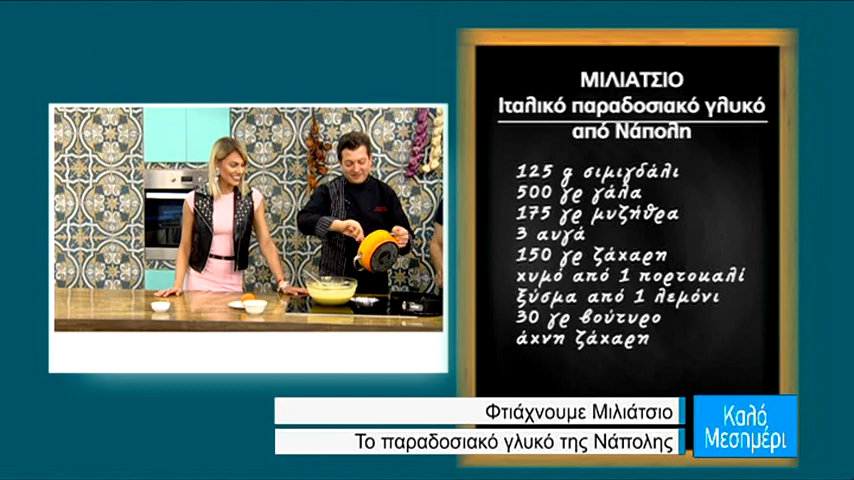 ΜΙΛΙΑΤΣΙΟ
Ιταλικό παραδοσιακό γλυκό
από Νάπολη
125 g σιμιγδάλι
500 γρ γάλα
175 γρ μυζήθρα
3 αυγά
150 γρ ζάχαρη
χυμό από 1 πορτοκαλί
ξύσμα από 1 λεμόνι
30 γρ βούτυρο
άχνη ζάχαρη
Φτιάχνουμε Μιλιάτσιο
Το παραδοσιακό γλυκό της Νάπολης
Καλό
Μεσημέρι